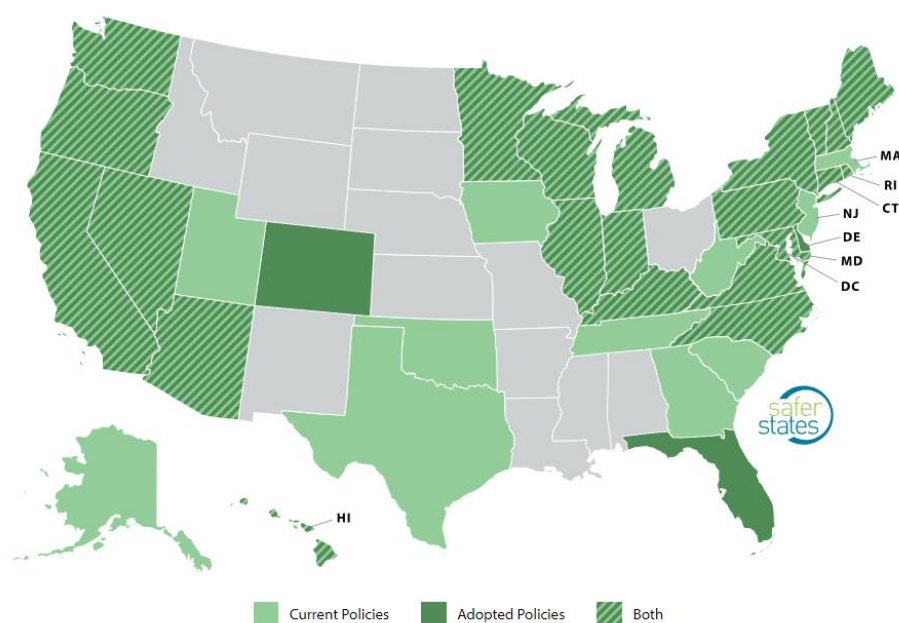 MA
RI
CT
NJ
DE
MD
DC
safer
states
HI
Current Policies
Adopted Policies
Both